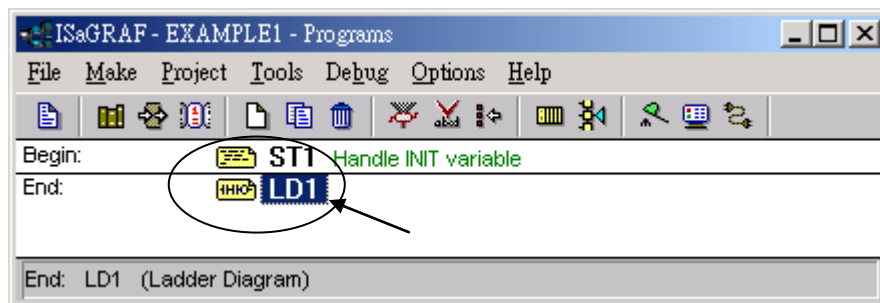 ISaGRAF - EXAMPLE1 - Programs
File Make Project Tools Debug Options Help
Begin: ST1 Handle INIT variable
End: LD1
End: LD1 (Ladder Diagram)